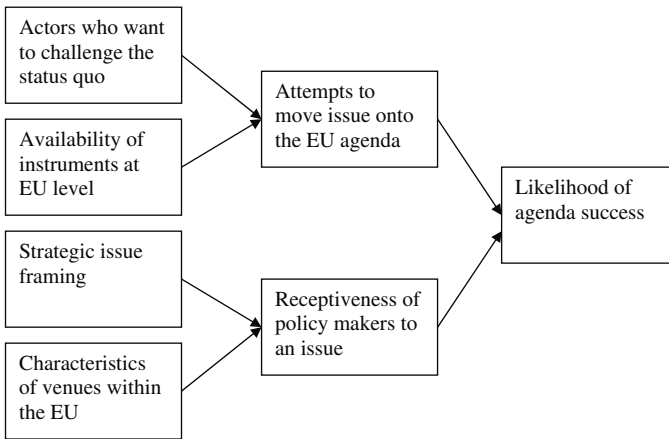 Actors who want
to challenge the
status quo
Availability of
instruments at
EU level
Strategic issue
framing
Characteristics
of venues within
the EU
Attempts to
move issue onto
the EU agenda
Receptiveness of
policy makers to
an issue
Likelihood of
agenda success